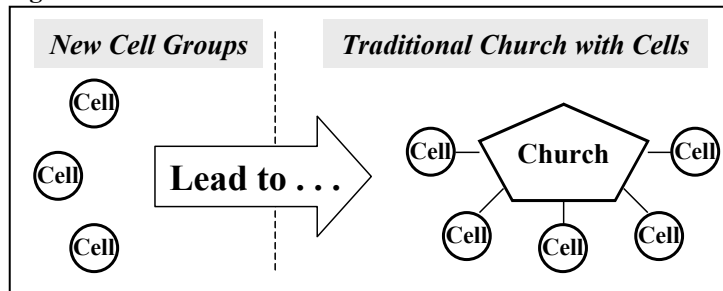 New Cell Groups
Traditional Church with Cells
Cell
Cell
Cell
Lead to . . .
Church
Cell
Cell
Cell
Cell
Cell